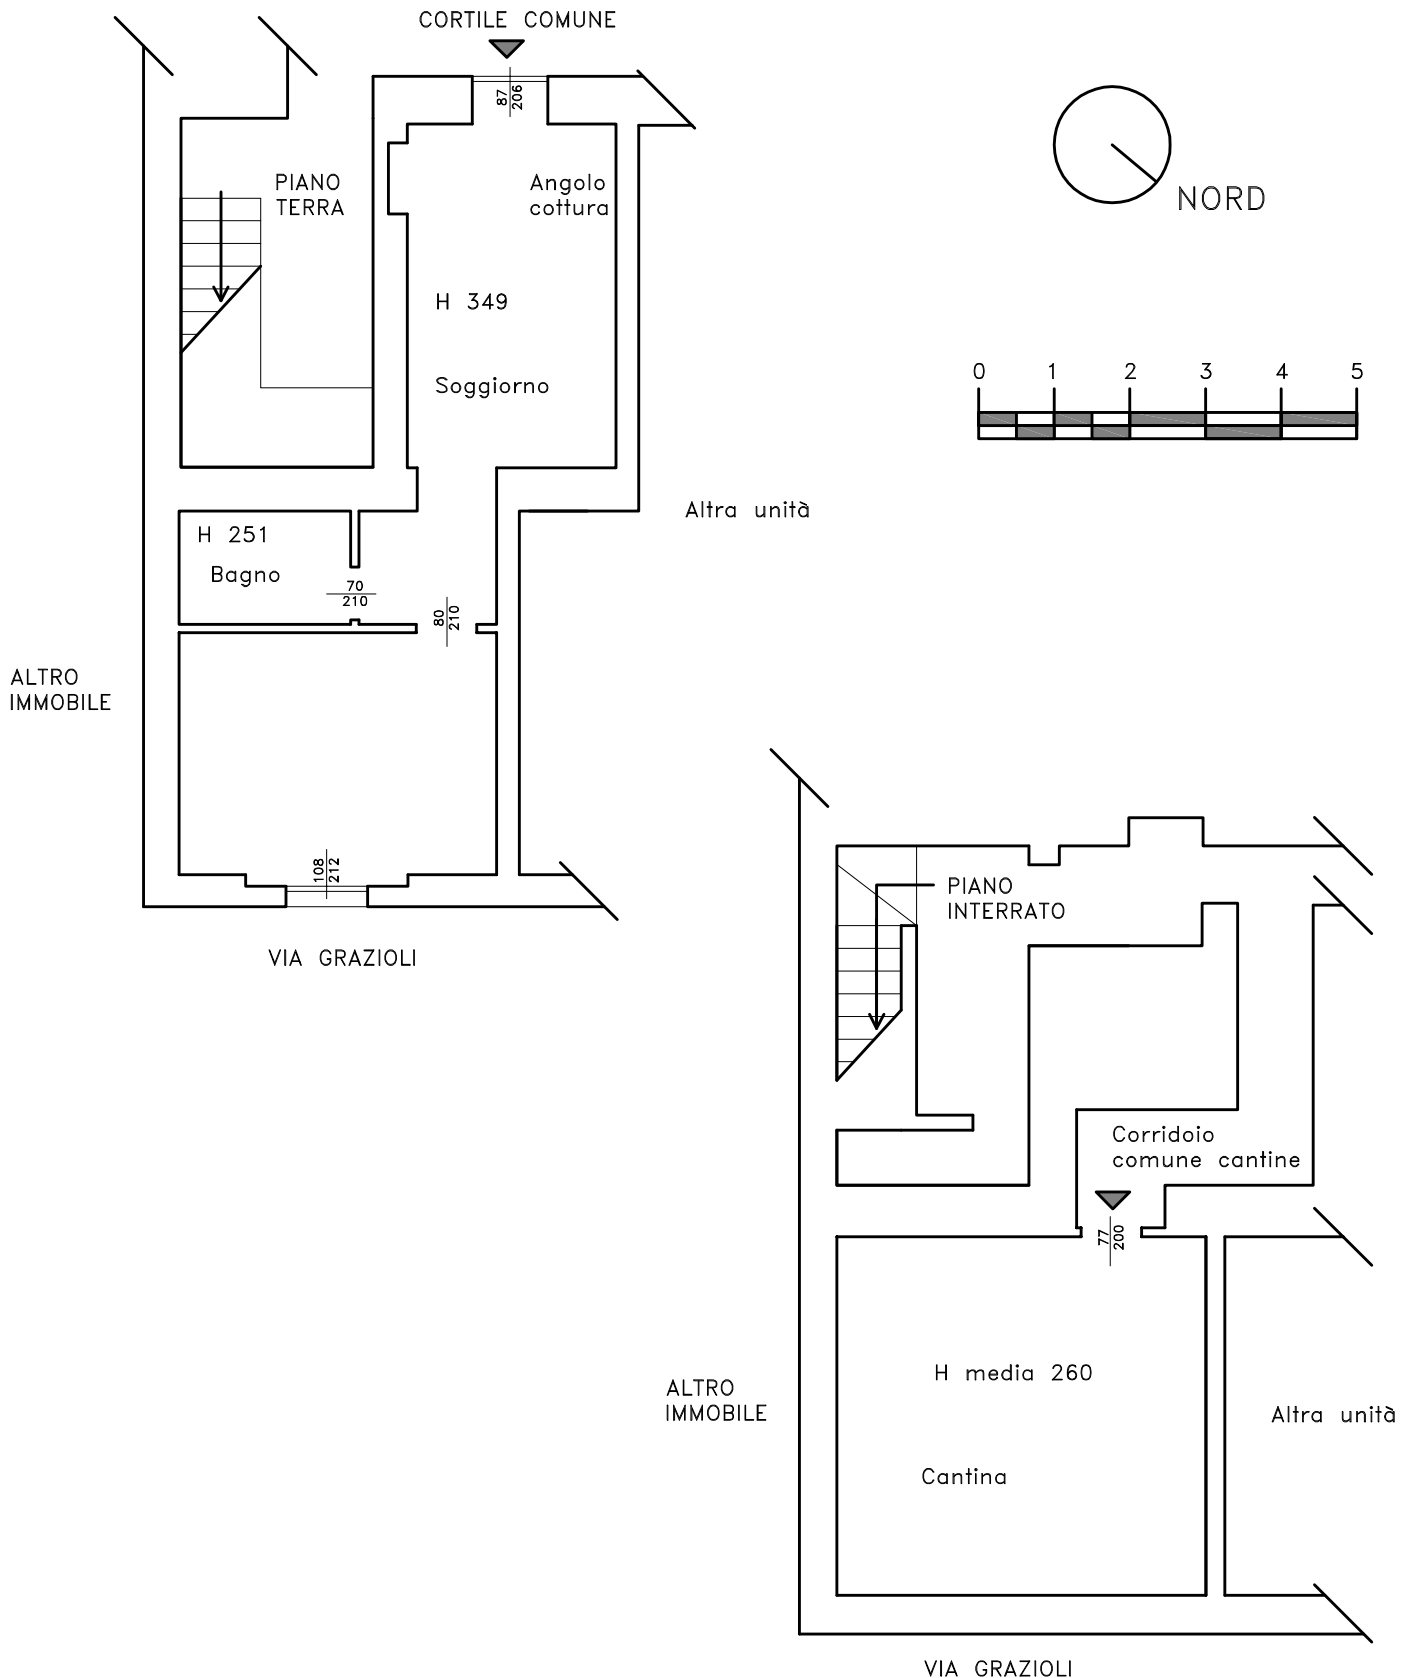 CORTILE COMUNE
87
206
PIANO
TERRA
Angolo
cottura
NORD
H 349
0 1 2 3 4 5
Soggiorno
Altra unità
H 251
Bagno
70
210
80
210
ALTRO
IMMOBILE
108
212
VIA GRAZIOLI
PIANO
INTERRATO
Corridoio
comune cantine
77
200
H media 260
ALTRO
IMMOBILE
Altra unità
Cantina
VIA GRAZIOLI